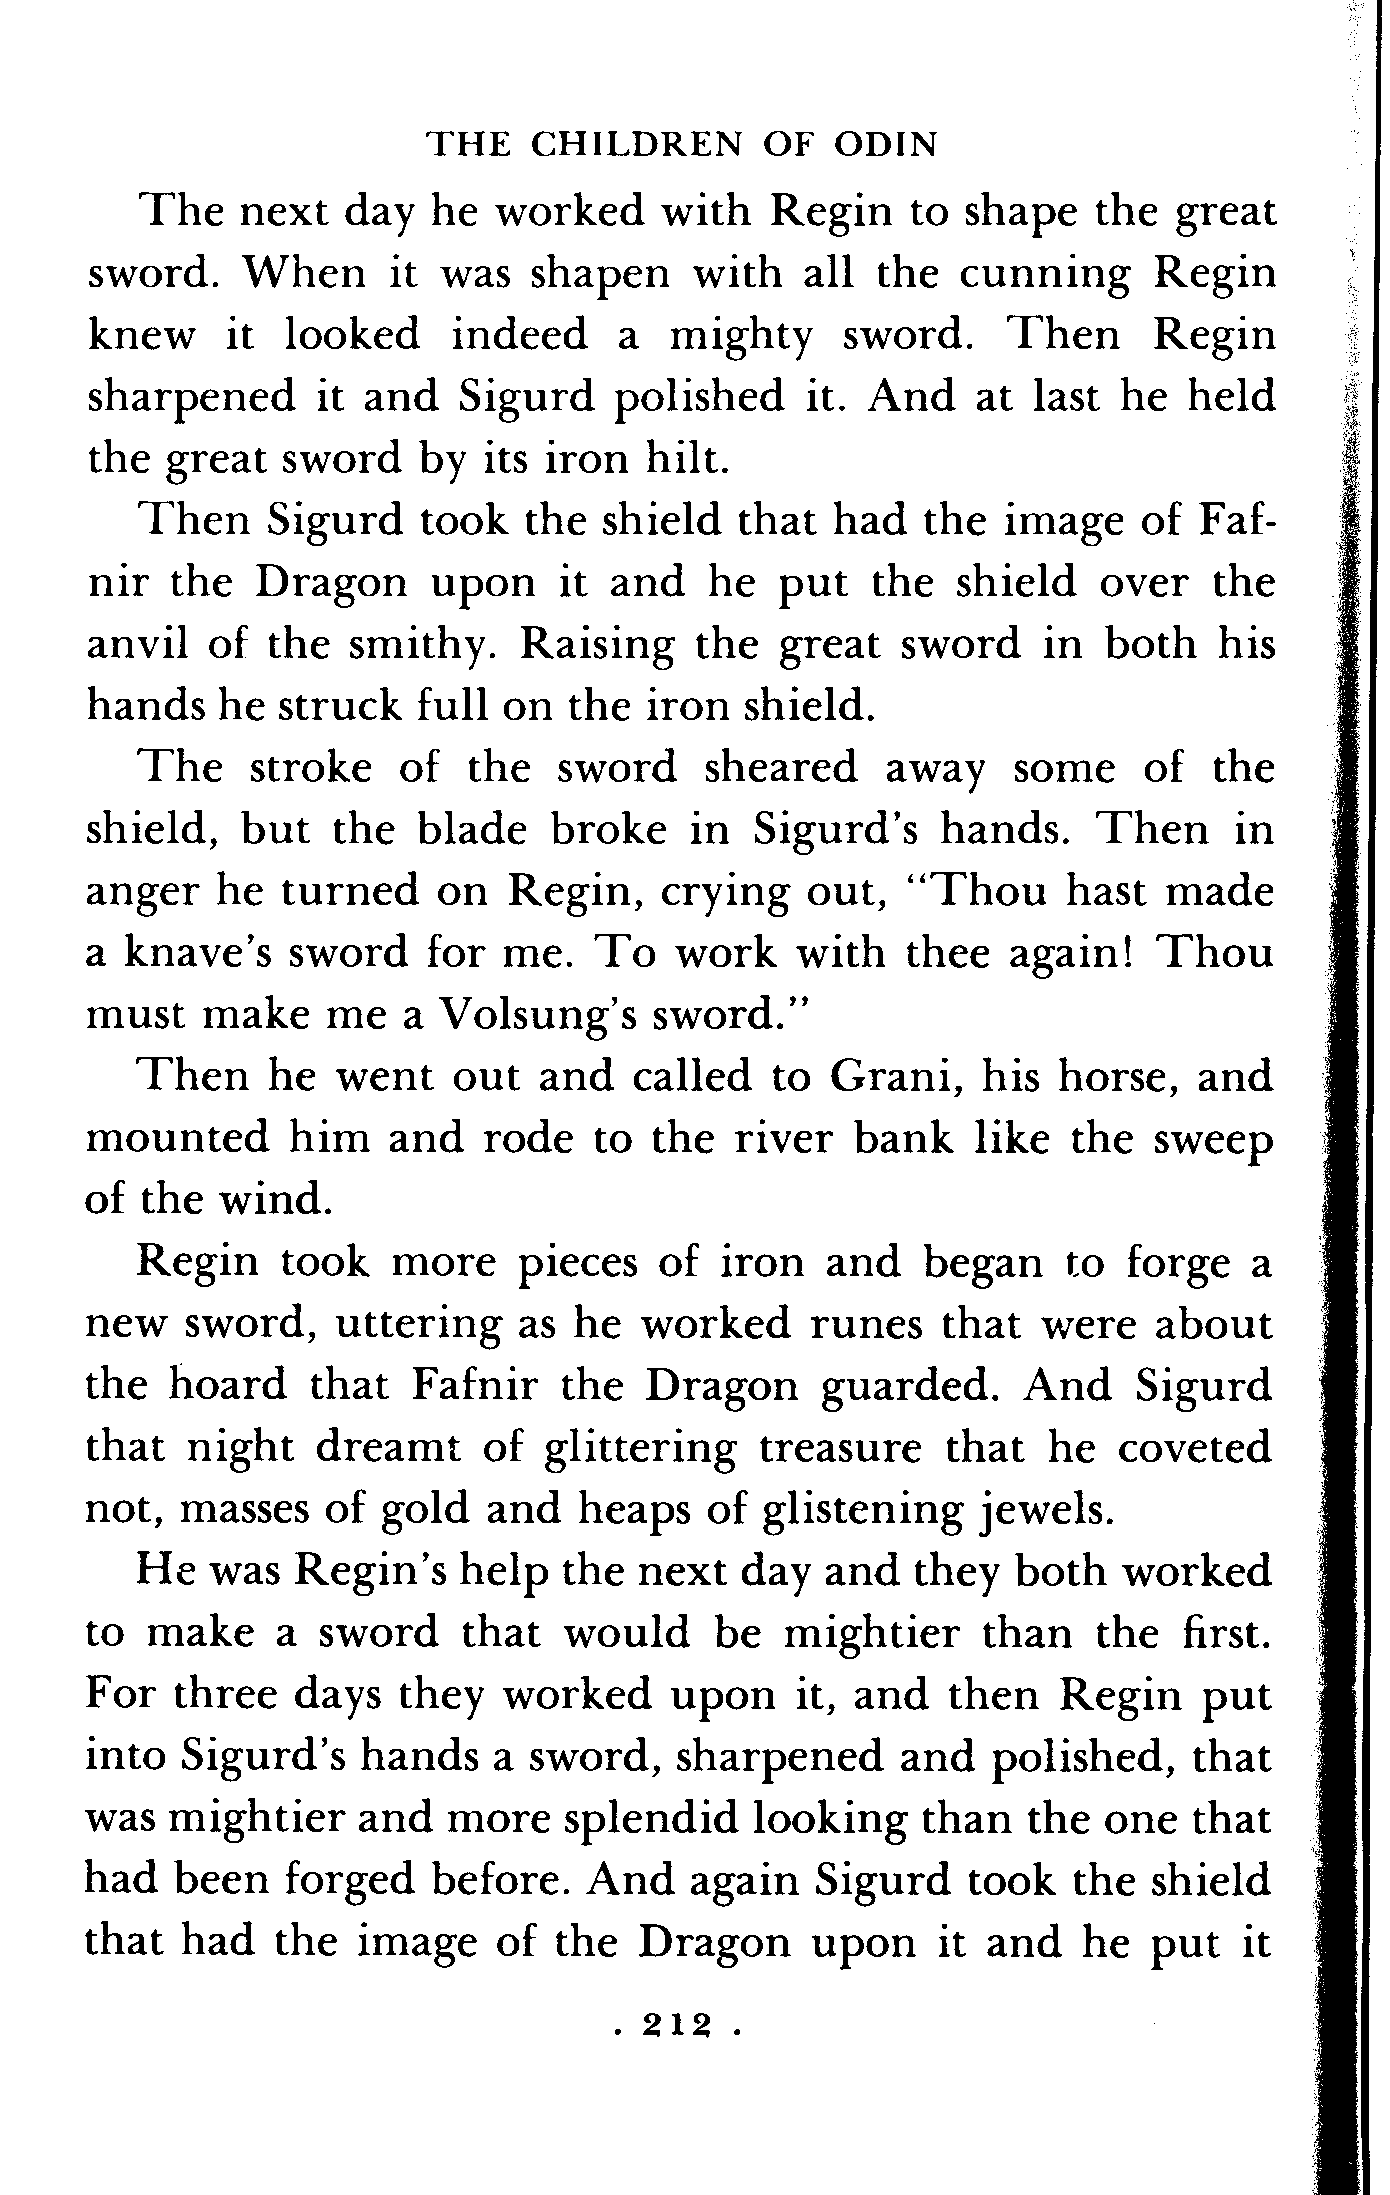 THE CHILDREN OF ODIN
The next day he worked with Regin to shape the great
sword. When it was shapen with all the cunning Regin
knew it looked indeed a mighty sword. Then Regin
sharpened it and Sigurd polished it. And at last he held
the great sword by its iron hilt.
Then Sigurd took the shield that had the image of Faf-
nir the Dragon upon it and he put the shield over the
anvil of the smithy. Raising the great sword in both his
hands he struck full on the iron shield.
The stroke of the sword sheared away some of the
shield, but the blade broke in Sigurd's hands. Then in
anger he turned on Regin, crying out, "Thou hast made
a knave's sword for me. To work with thee again! Thou
must make me a Volsung's sword."
Then he went out and called to Grani, his horse, and
mounted him and rode to the river bank like the sweep
of the wind.
Regin took more pieces of iron and began to forge a
new sword, uttering as he worked runes that were about
the hoard that Fafnir the Dragon guarded. And Sigurd
that night dreamt of glittering treasure that he coveted
not, masses of gold and heaps of glistening jewels.
He was Regin's help the next day and they both worked
to make a sword that would be mightier than the first.
For three days they worked upon it, and then Regin put
into Sigurd's hands a sword, sharpened and polished, that
was mightier and more splendid looking than the one that
had been forged before. And again Sigurd took the shield
that had the image of the Dragon upon it and he put it
. 212 .